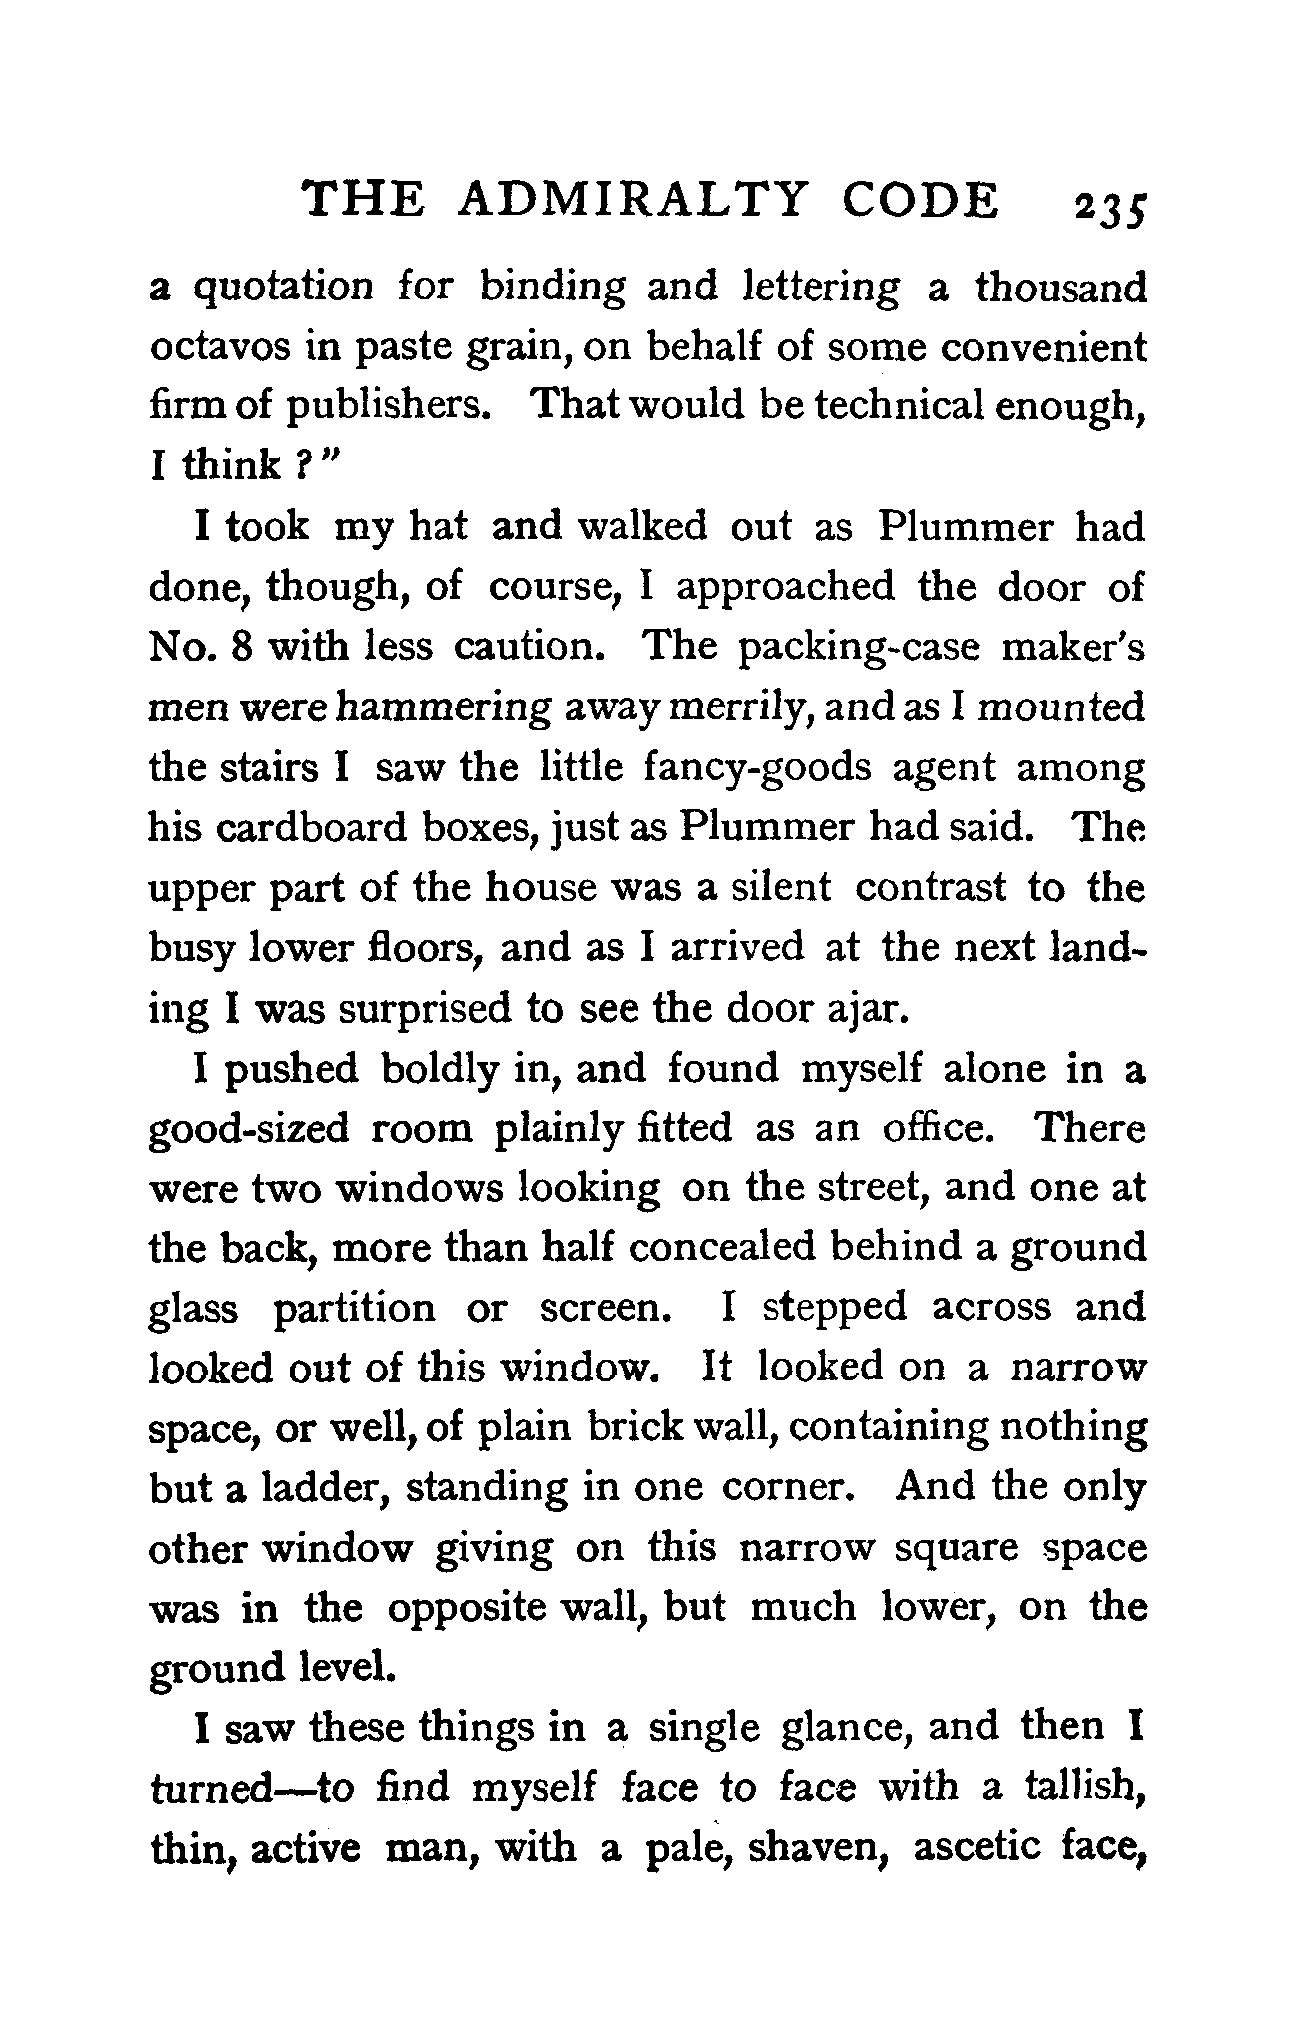 THE ADMIRALTY CODE 235
a quotation for binding and lettering a thousand
octavos in paste grain, on behalf of some convenient
firm of publishers. That would be technical enough,
I think ?"
I took my hat and walked out as Plummer had
done, though, of course, I approached the door of
No. 8 with less caution. The packing-case maker's
men were hammering away merrily, and as I mounted
the stairs I saw the little fancy-goods agent among
his cardboard boxes, just as Plummer had said. The
upper part of the house was a silent contrast to the
busy lower floors, and as I arrived at the next land-
ing I was surprised to see the door ajar.
I pushed boldly in, and found myself alone in a
good-sized room plainly fitted as an office. There
were two windows looking on the street, and one at
the back, more than half concealed behind a ground
glass partition or screen. I stepped across and
looked out of this window. It looked on a narrow
space, or well, of plain brick wall, containing nothing
but a ladder, standing in one corner. And the only
other window giving on this narrow square space
was in the opposite wall, but much lower, on the
ground level.
I saw these things in a single glance, and then I
turned—to find myself face to face with a tallish,
thin, active man, with a pale, shaven, ascetic face,